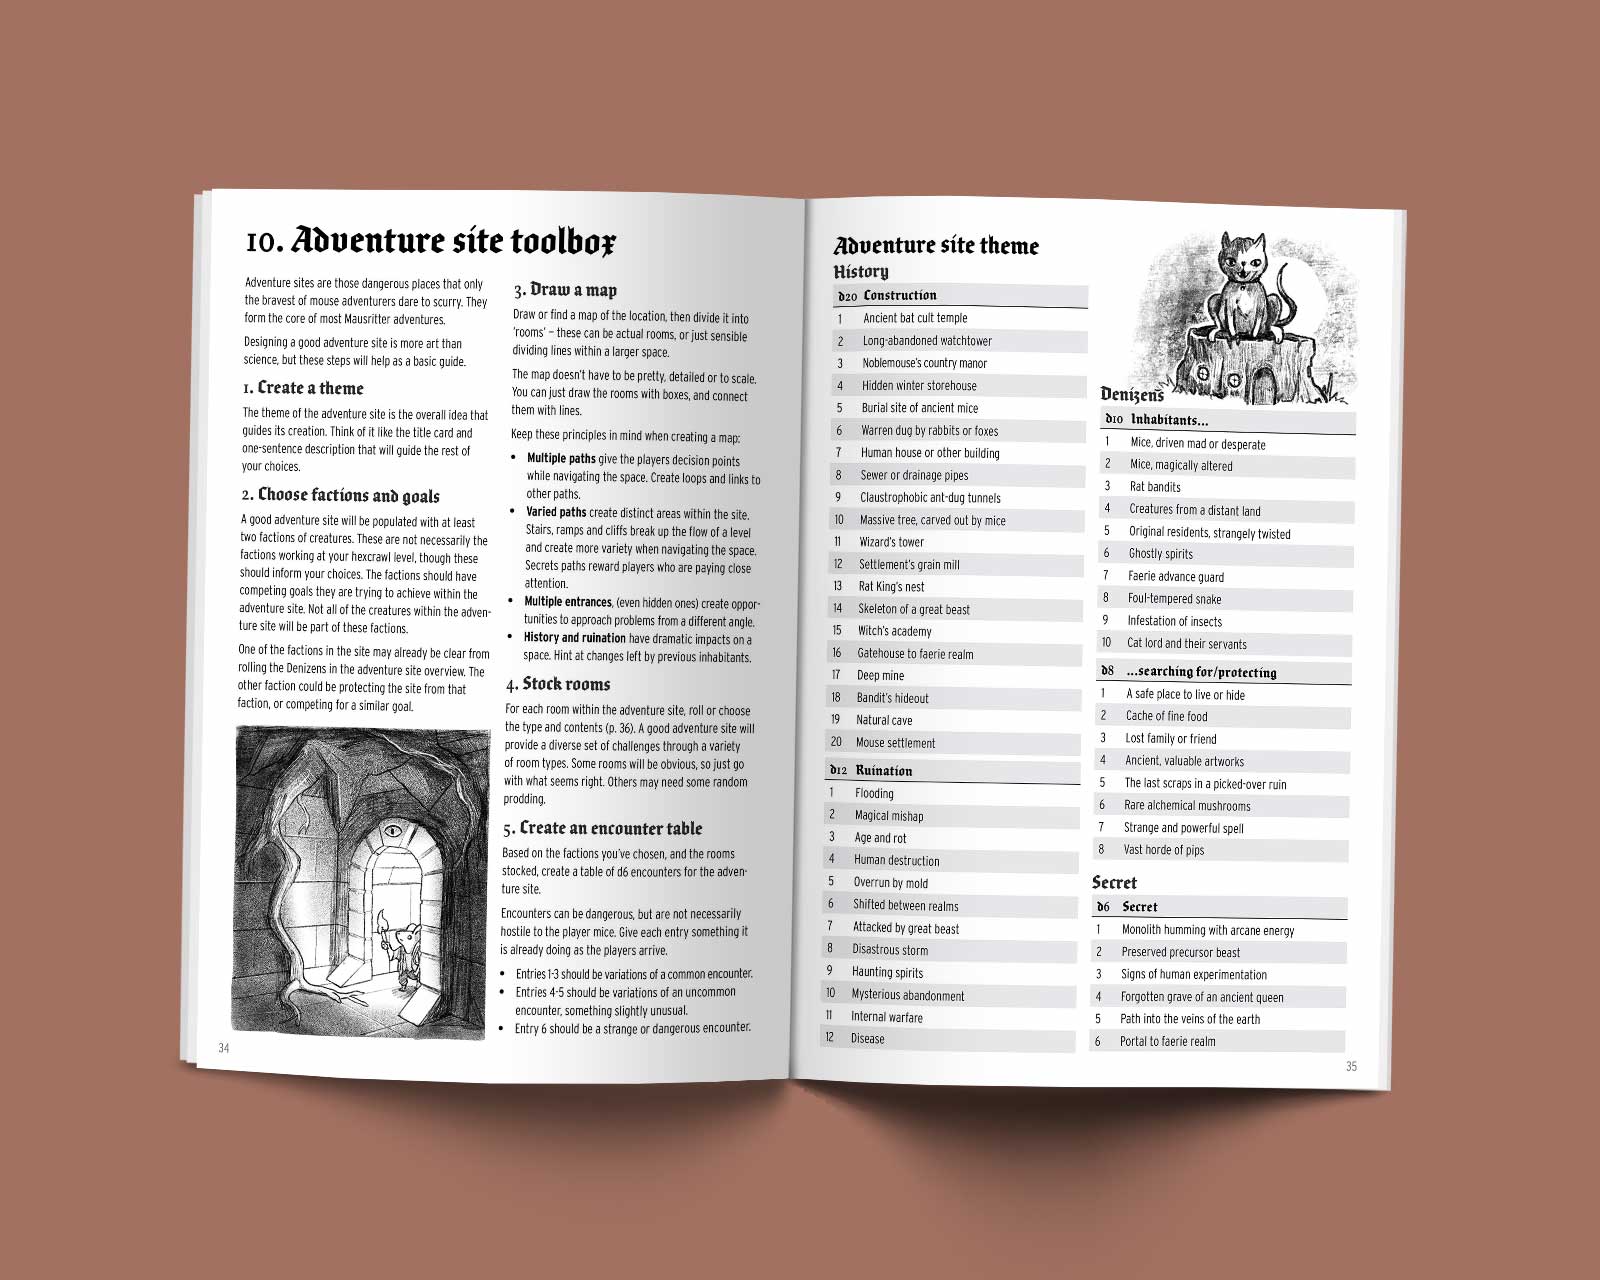 10. Adventure site toolbox
Adventure sites are those dangerous places that only
the bravest of mouse adventurers dare to scurry. They
form the core of most Mausritter adventures.
Designing a good adventure site is more art than
science, but these steps will help as a basic guide.
1. Create a theme
The theme of the adventure site is the overall idea that
guides its creation. Think of it like the title card and
one-sentence description that will guide the rest of
your choices.
2. Choose factions and goals
A good adventure site will be populated with at least
two factions of creatures. These are not necessarily the
factions working at your hexcrawl level, though these
should inform your choices. The factions should have
competing goals they are trying to achieve within the
adventure site. Not all of the creatures within the adven-
ture site will be part of these factions.
One of the factions in the site may already be clear from
rolling the Denizens in the adventure site overview. The
other faction could be protecting the site from that
faction, or competing for a similar goal.
34
3. Draw a map
Draw or find a map of the location, then divide it into
'rooms' – these can be actual rooms, or just sensible
dividing lines within a larger space.
The map doesn't have to be pretty, detailed or to scale.
You can just draw the rooms with boxes, and connect
them with lines.
Keep these principles in mind when creating a map:
• Multiple paths give the players decision points
while navigating the space. Create loops and links to
other paths.
• Varied paths create distinct areas within the site.
Stairs, ramps and cliffs break up the flow of a level
and create more variety when navigating the space.
Secrets paths reward players who are paying close
attention.
• Multiple entrances, (even hidden ones) create oppor-
tunities to approach problems from a different angle.
• History and ruination have dramatic impacts on a
space. Hint at changes left by previous inhabitants.
4. Stock rooms
For each room within the adventure site, roll or choose
the type and contents (p. 36). A good adventure site will
provide a diverse set of challenges through a variety
of room types. Some rooms will be obvious, so just go
with what seems right. Others may need some random
prodding.
5. Create an encounter table
Based on the factions you've chosen, and the rooms
stocked, create a table of d6 encounters for the adven-
ture site.
Encounters can be dangerous, but are not necessarily
hostile to the player mice. Give each entry something it
is already doing as the players arrive.
• Entries 1-3 should be variations of a common encounter.
• Entries 4-5 should be variations of an uncommon
encounter, something slightly unusual.
• Entry 6 should be a strange or dangerous encounter.
Adventure site theme
History
d20 Construction
1 Ancient bat cult temple
2 Long-abandoned watchtower
3 Noblemouse's country manor
4 Hidden winter storehouse
5 Burial site of ancient mice
6 Warren dug by rabbits or foxes
7 Human house or other building
8 Sewer or drainage pipes
9 Claustrophobic ant-dug tunnels
10 Massive tree, carved out by mice
11 Wizard's tower
12 Settlement's grain mill
13 Rat King's nest
14 Skeleton of a great beast
15 Witch's academy
16 Gatehouse to faerie realm
17 Deep mine
18 Bandit's hideout
19 Natural cave
20 Mouse settlement
d12 Ruination
1 Flooding
2 Magical mishap
3 Age and rot
4 Human destruction
5 Overrun by mold
6 Shifted between realms
7 Attacked by great beast
8 Disastrous storm
9 Haunting spirits
10 Mysterious abandonment
11 Internal warfare
12 Disease
Denizens
d10 Inhabitants...
1 Mice, driven mad or desperate
2 Mice, magically altered
3 Rat bandits
4 Creatures from a distant land
5 Original residents, strangely twisted
6 Ghostly spirits
7 Faerie advance guard
8 Foul-tempered snake
9 Infestation of insects
10 Cat lord and their servants
d8 ...searching for/protecting
1 A safe place to live or hide
2 Cache of fine food
3 Lost family or friend
4 Ancient, valuable artworks
5 The last scraps in a picked-over ruin
6 Rare alchemical mushrooms
7 Strange and powerful spell
8 Vast horde of pips
Secret
d6 Secret
1 Monolith humming with arcane energy
2 Preserved precursor beast
3 Signs of human experimentation
4 Forgotten grave of an ancient queen
5 Path into the veins of the earth
6 Portal to faerie realm
35